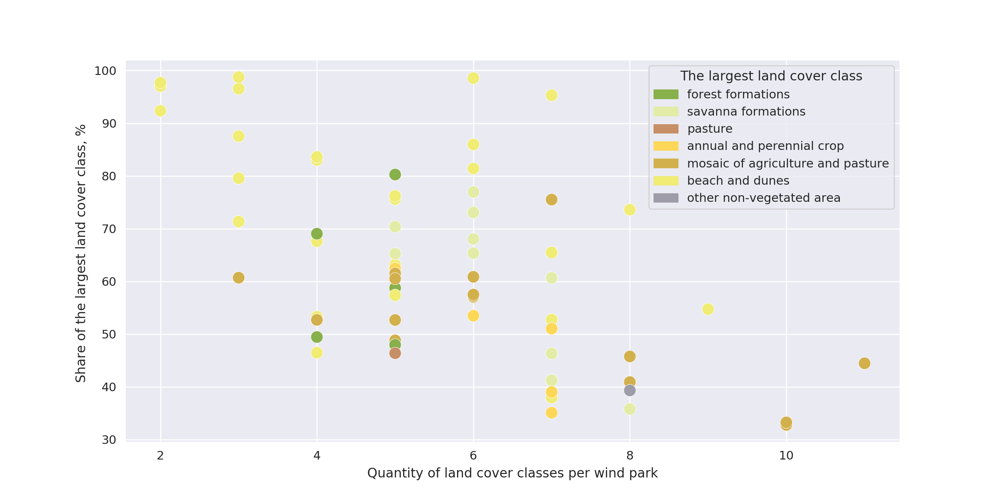 The largest land cover class
forest formations
savanna formations
pasture
annual and perennial crop
mosaic of agriculture and pasture
beach and dunes
other non-vegetated area
Share of the largest land cover class, %
100
90
80
70
60
50
40
30
2 4 6 8 10
Quantity of land cover classes per wind park